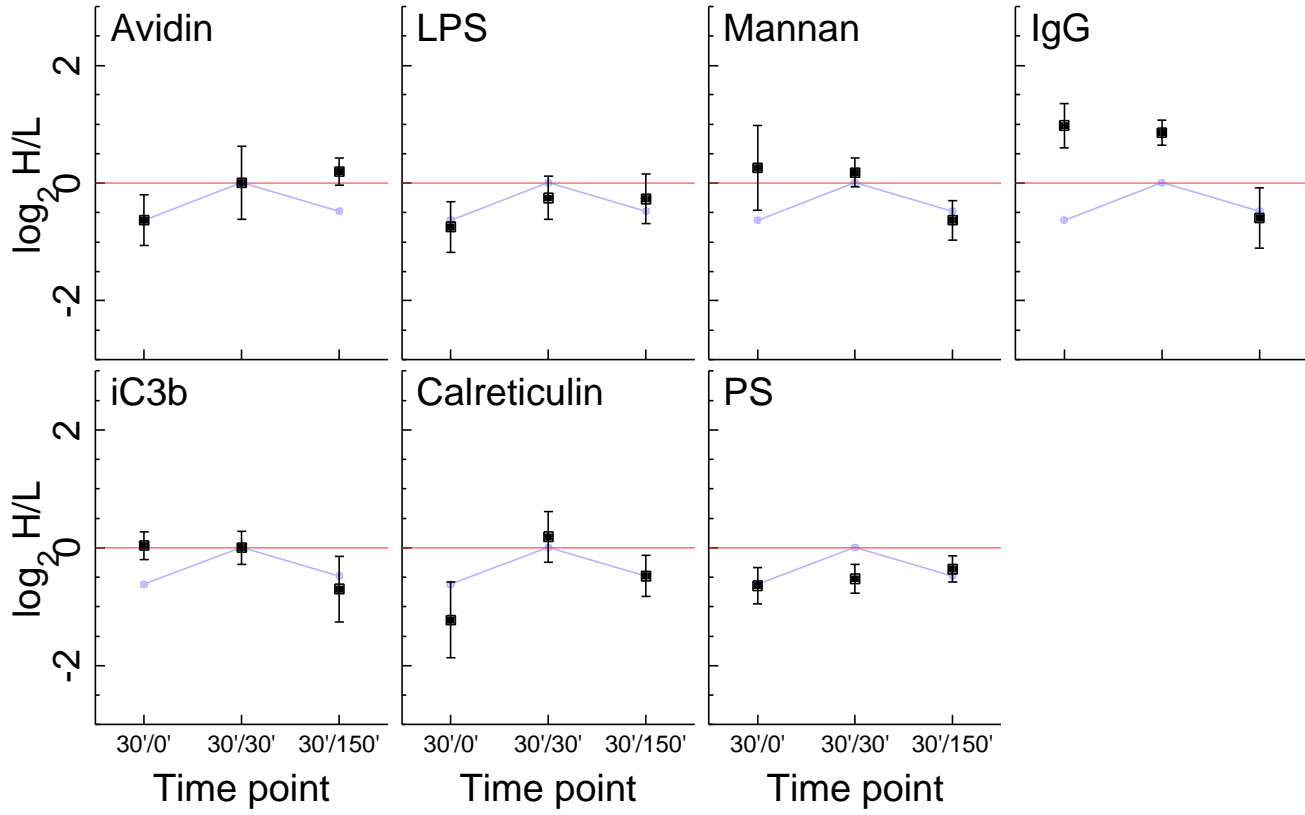 Avidin LPS Mannan IgG
log2 H/L
2
0
-2
iC3b Calreticulin PS
log2 H/L
2
0
-2
30'/0' 30'/30' 30'/150' 30'/0' 30'/30' 30'/150' 30'/0' 30'/30' 30'/150'
Time point Time point Time point